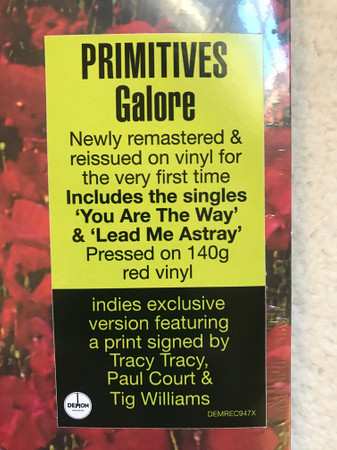 PRIMITIVES
Galore
Newly remastered &
reissued on vinyl for
the very first time
Includes the singles
‘You Are The Way’
& ‘Lead Me Astray’
Pressed on 140g
red vinyl
indies exclusive
version featuring
a print signed by
Tracy Tracy,
Paul Court &
Tig Williams
DEMON
DEMREC947X